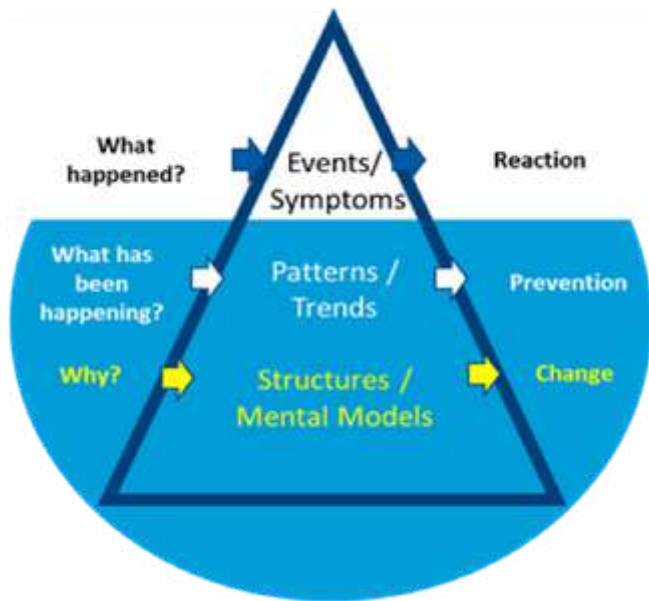 What
happened?
Events/
Symptoms
Reaction
What has
been
happening?
Patterns /
Trends
Prevention
Why?
Structures /
Mental Models
Change